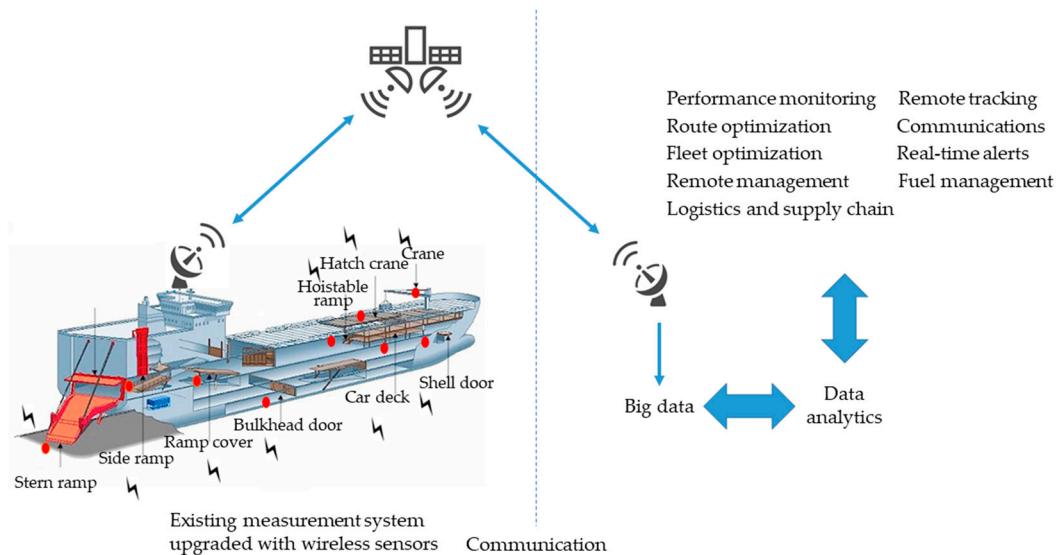 Performance monitoring Remote tracking
Route optimization Communications
Fleet optimization Real-time alerts
Remote management Fuel management
Logistics and supply chain
Crane
Hatch crane
Hoistable
ramp
Shell door
Car deck
Bulkhead door
Ramp cover
Side ramp
Stern ramp
Big data
Data
analytics
Existing measurement system
upgraded with wireless sensors
Communication